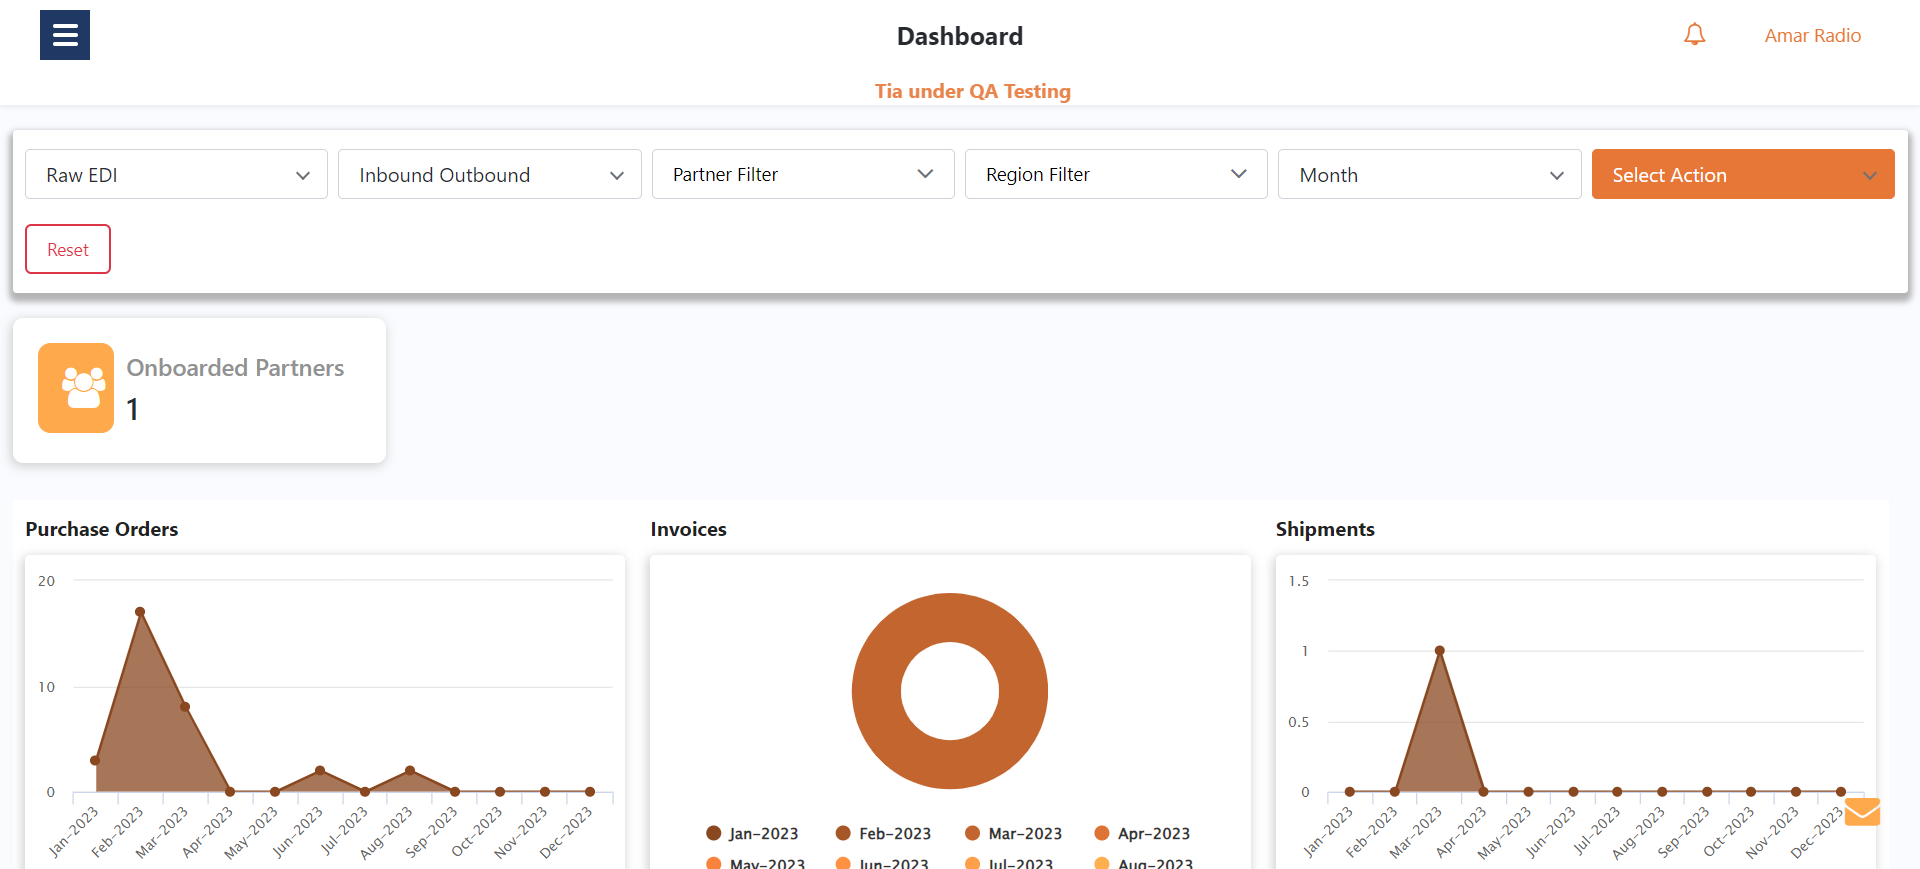 Dashboard
Amar Radio
Tia under QA Testing
Raw EDI
Inbound Outbound
Partner Filter
Region Filter
Month
Select Action
Reset
Onboarded Partners
1
Purchase Orders
20
10
0
Jan-2023
Feb-2023
Mar-2023
Apr-2023
May-2023
Jun-2023
Jul-2023
Aug-2023
Sep-2023
Oct-2023
Nov-2023
Dec-2023
Invoices
Jan-2023
Feb-2023
Mar-2023
Apr-2023
May-2023
Jun-2023
Jul-2023
Aug-2023
Shipments
1.5
1
0.5
0
Jan-2023
Feb-2023
Mar-2023
Apr-2023
May-2023
Jun-2023
Jul-2023
Aug-2023
Sep-2023
Oct-2023
Nov-2023
Dec-2023